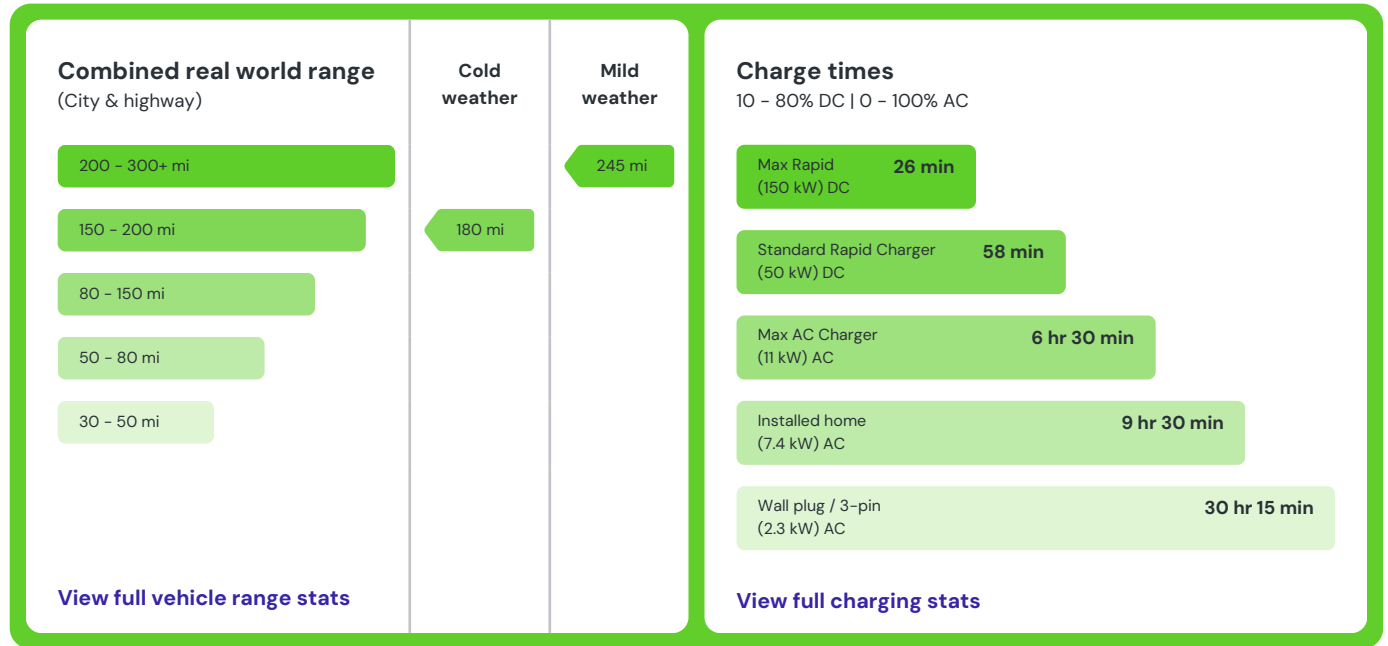 Combined real world range
(City & highway)
Cold
weather
Mild
weather
200 - 300+ mi
245 mi
150 - 200 mi
180 mi
80 - 150 mi
50 - 80 mi
30 - 50 mi
View full vehicle range stats
Charge times
10 - 80% DC | 0 - 100% AC
Max Rapid
(150 kW) DC
26 min
Standard Rapid Charger
(50 kW) DC
58 min
Max AC Charger
(11 kW) AC
6 hr 30 min
Installed home
(7.4 kW) AC
9 hr 30 min
Wall plug / 3-pin
(2.3 kW) AC
30 hr 15 min
View full charging stats